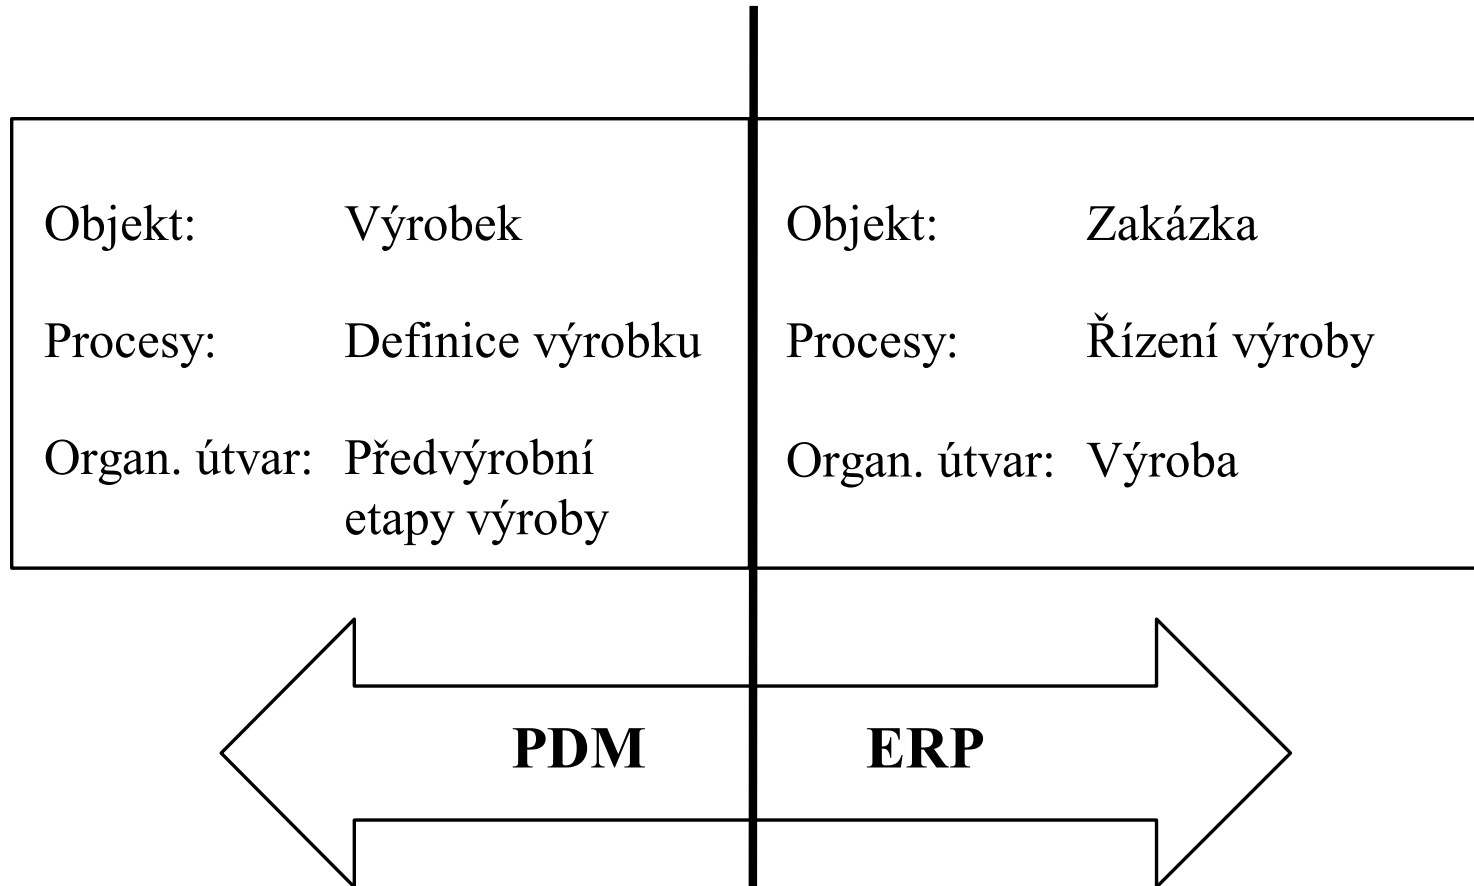 Objekt: Výrobek
Procesy: Definice výrobku
Organ. útvar: Předvýrobní
etapy výroby
Objekt: Zakázka
Procesy: Řízení výroby
Organ. útvar: Výroba
PDM
ERP